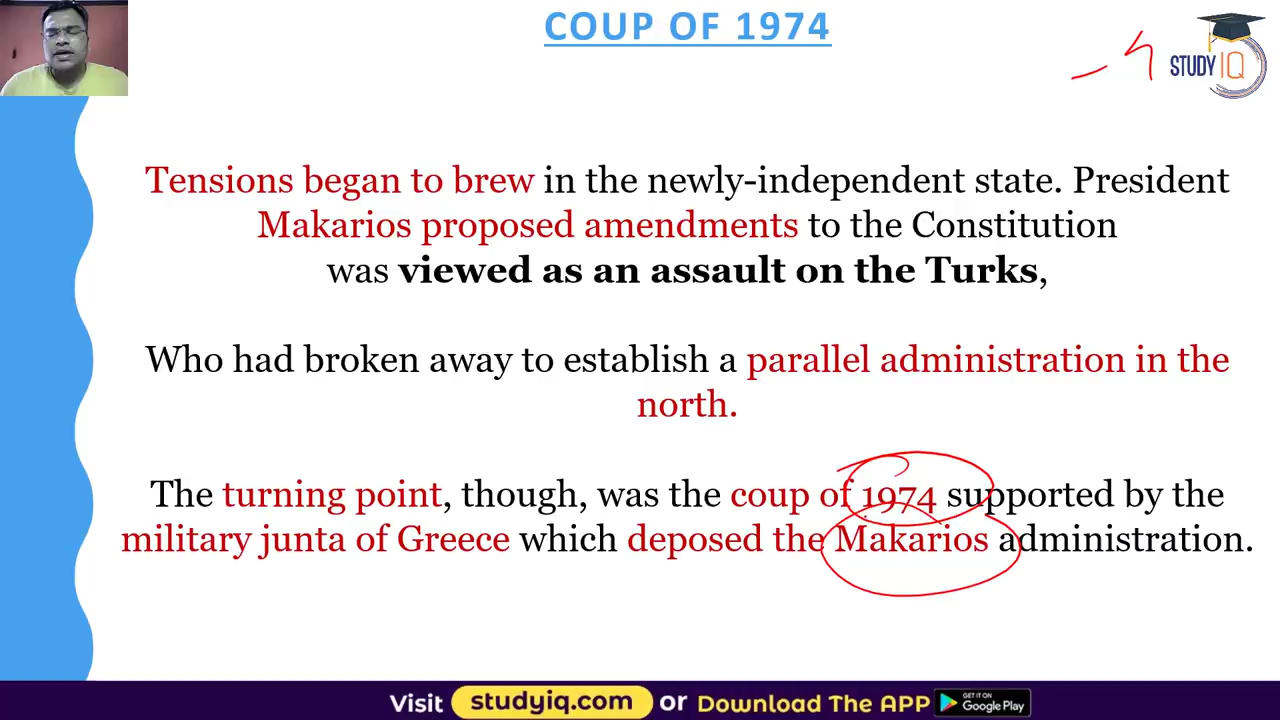 COUP OF 1974
STUDY IQ
Tensions began to brew in the newly-independent state. President
Makarios proposed amendments to the Constitution
was viewed as an assault on the Turks,
Who had broken away to establish a parallel administration in the
north.
The turning point, though, was the coup of 1974 supported by the
military junta of Greece which deposed the Makarios administration.
Visit studyiq.com or Download The APP GET IT ON Google Play